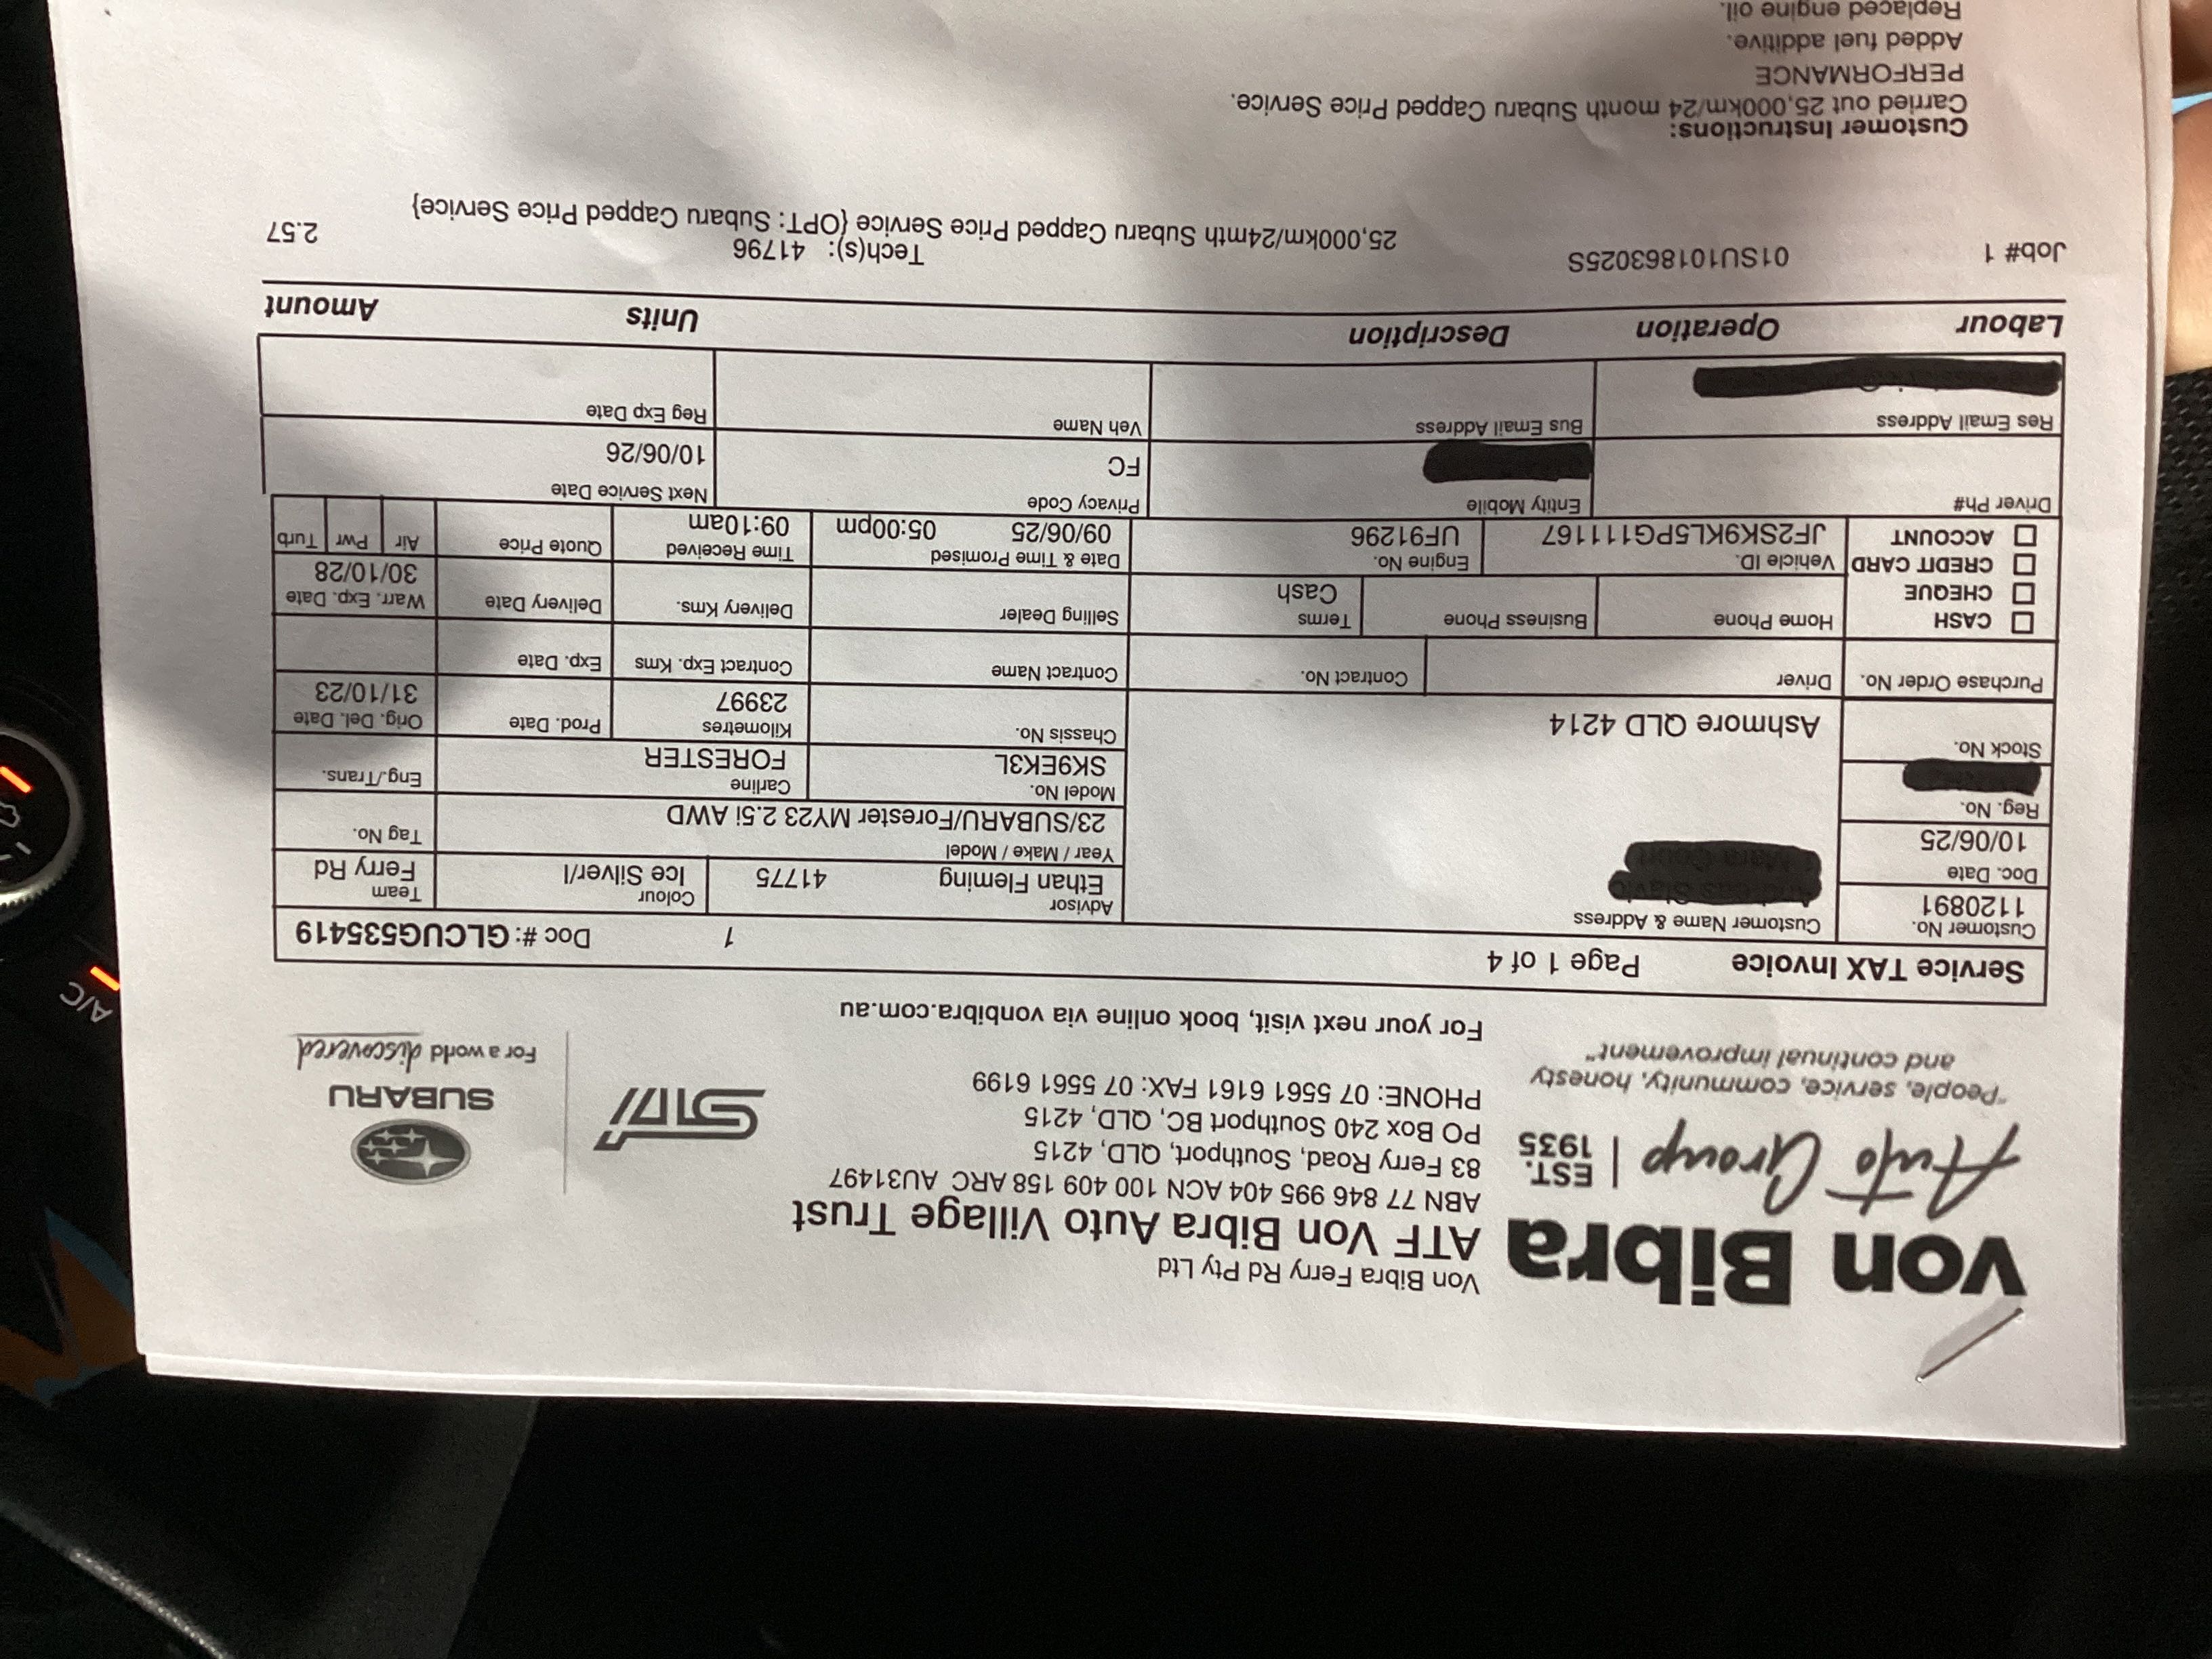 von Bibra
Auto Group | EST. 1935
"People, service, community, honesty
and continual improvement"
Von Bibra Ferry Rd Pty Ltd
ATF Von Bibra Auto Village Trust
ABN 77 846 995 404 ACN 100 409 158 ARC AU31497
83 Ferry Road, Southport, QLD, 4215
PO Box 240 Southport BC, QLD, 4215
PHONE: 07 5561 6161 FAX: 07 5561 6199
For your next visit, book online via vonbibra.com.au
STI
SUBARU
For a world discovered
Service TAX Invoice Page 1 of 4 1 Doc #: GLCUG535419
Customer No.
1120891
Customer Name & Address
Advisor
Ethan Fleming 41775
Colour
Ice Silver/I
Team
Ferry Rd
Doc. Date
10/06/25
Year / Make / Model
23/SUBARU/Forester MY23 2.5i AWD
Tag No.
Reg. No.
Model No.
SK9EK3L
Carline
FORESTER
Eng./Trans.
Stock No.
Ashmore QLD 4214
Chassis No.
Kilometres
23997
Prod. Date
Orig. Del. Date
31/10/23
Purchase Order No.
Driver
Contract No.
Contract Name
Contract Exp. Kms
Exp. Date
CASH
CHEQUE
CREDIT CARD
ACCOUNT
Home Phone
Business Phone
Terms
Cash
Selling Dealer
Delivery Kms.
Delivery Date
Warr. Exp. Date
30/10/28
Vehicle ID.
JF2SK9KL5PG111167
Engine No.
UF91296
Date & Time Promised
09/06/25 05:00pm
Time Received
09:10am
Quote Price
Air Pwr Turb
Driver Ph#
Entity Mobile
Privacy Code
FC
Next Service Date
10/06/26
Res Email Address
Bus Email Address
Veh Name
Reg Exp Date
Labour Operation Description Units Amount
Job# 1 01SU101863025S 25,000km/24mth Subaru Capped Price Service {OPT: Subaru Capped Price Service}
Tech(s): 41796 2.57
Customer Instructions:
Carried out 25,000km/24 month Subaru Capped Price Service.
PERFORMANCE
Added fuel additive.
Replaced engine oil.
A/C